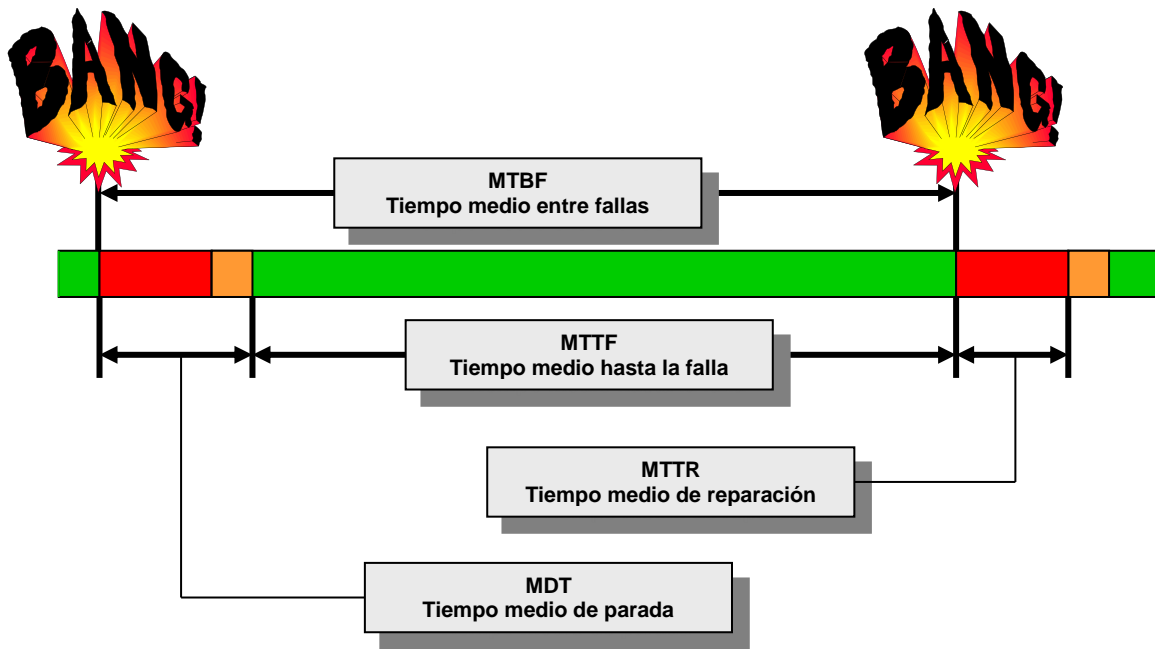 BANG!
BANG!
MTBF
Tiempo medio entre fallas
MTTF
Tiempo medio hasta la falla
MTTR
Tiempo medio de reparación
MDT
Tiempo medio de parada